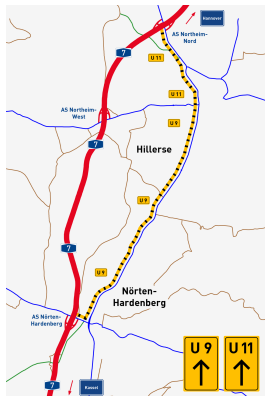 Hannover
AS Northeim-
Nord
7
U 11
U 11
AS Northeim-
West
U 9
7
Hillerse
U 9
7
U 9
Nörten-
Hardenberg
AS Nörten-
Hardenberg
U 9
U 11
7
Kassel